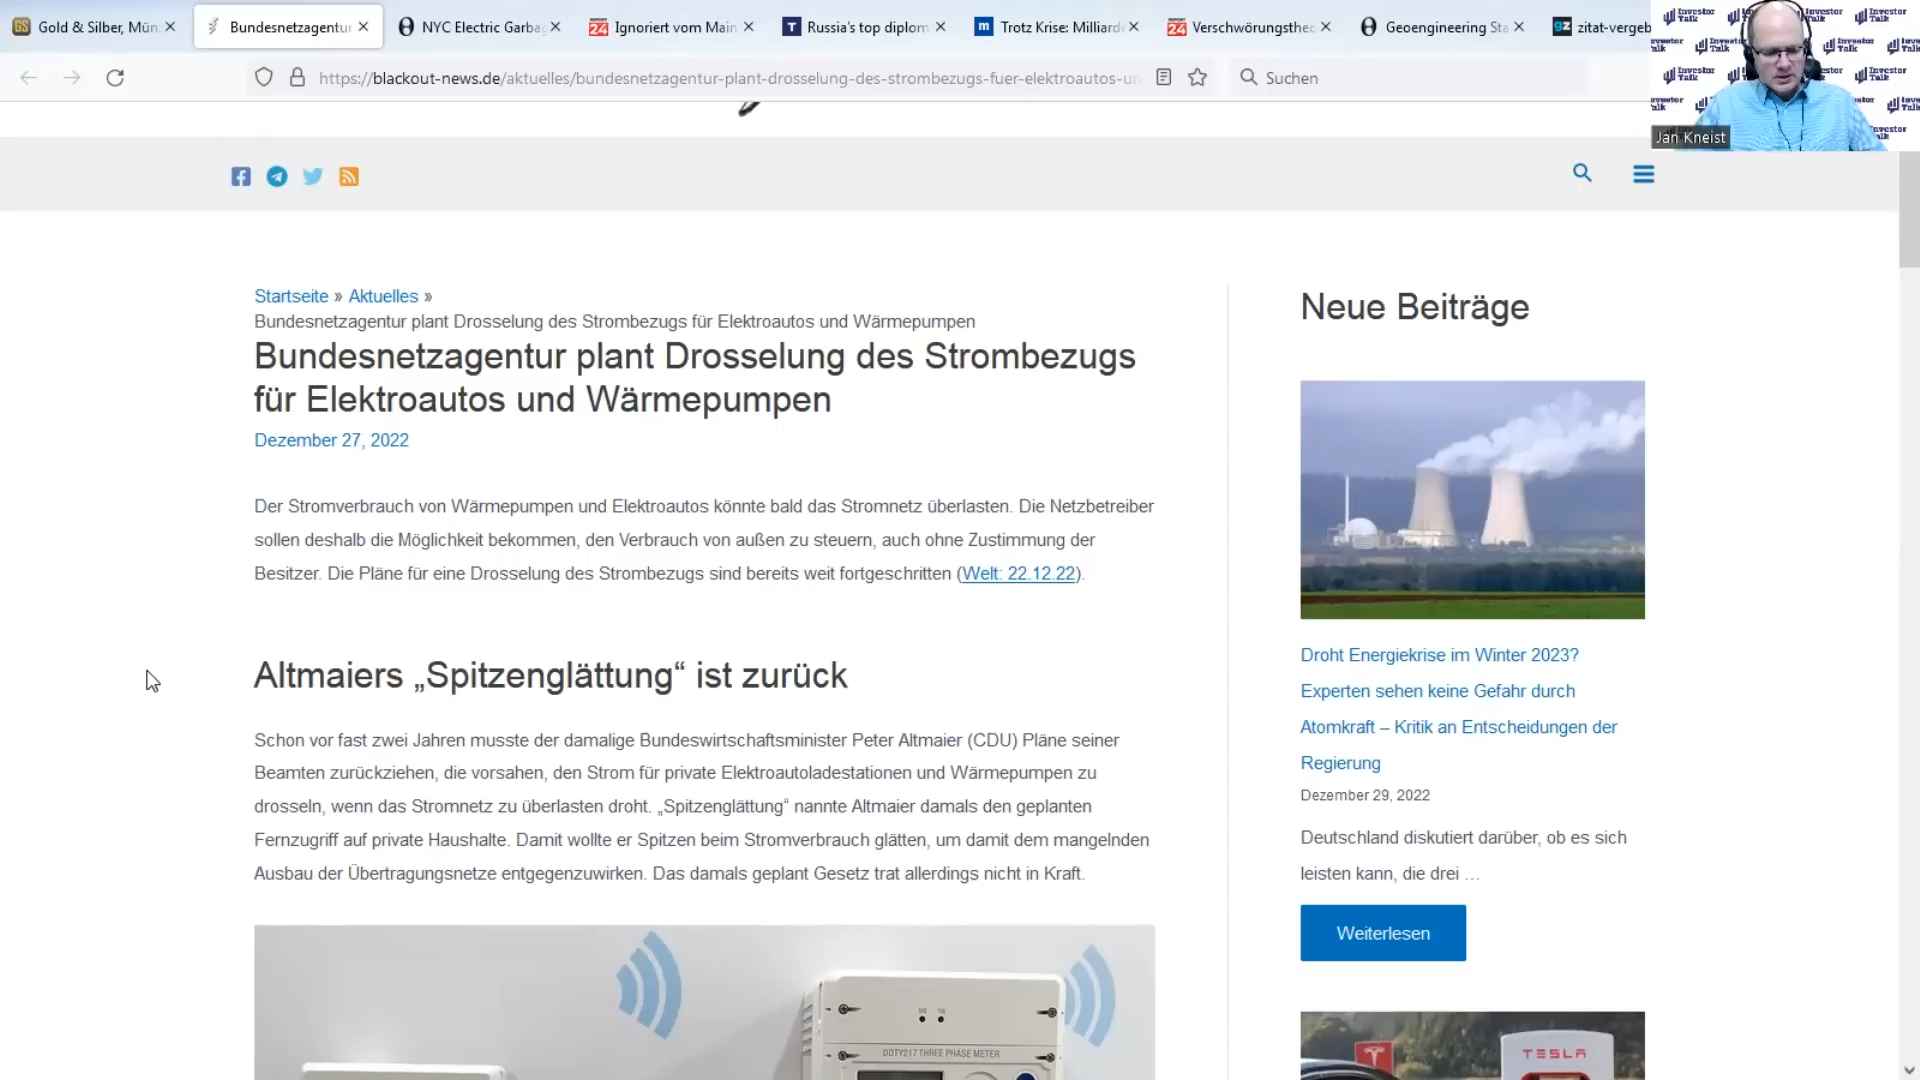 Gold & Silber, Mün
Bundesnetzagentur
NYC Electric Garbag
Ignoriert vom Main
Russia's top diplom
Trotz Krise: Milliarde
Verschwörungstheo
Geoengineering Sta
zitat-vergeb
https://blackout-news.de/aktuelles/bundesnetzagentur-plant-drosselung-des-strombezugs-fuer-elektroautos-un
Suchen
Investor Talk
Jan Kneist
Startseite » Aktuelles »
Bundesnetzagentur plant Drosselung des Strombezugs für Elektroautos und Wärmepumpen
Bundesnetzagentur plant Drosselung des Strombezugs
für Elektroautos und Wärmepumpen
Dezember 27, 2022
Der Stromverbrauch von Wärmepumpen und Elektroautos könnte bald das Stromnetz überlasten. Die Netzbetreiber
sollen deshalb die Möglichkeit bekommen, den Verbrauch von außen zu steuern, auch ohne Zustimmung der
Besitzer. Die Pläne für eine Drosselung des Strombezugs sind bereits weit fortgeschritten (Welt: 22.12.22).
Altmaiers „Spitzenglättung“ ist zurück
Schon vor fast zwei Jahren musste der damalige Bundeswirtschaftsminister Peter Altmaier (CDU) Pläne seiner
Beamten zurückziehen, die vorsahen, den Strom für private Elektroautoladestationen und Wärmepumpen zu
drosseln, wenn das Stromnetz zu überlasten droht. „Spitzenglättung“ nannte Altmaier damals den geplanten
Fernzugriff auf private Haushalte. Damit wollte er Spitzen beim Stromverbrauch glätten, um damit dem mangelnden
Ausbau der Übertragungsnetze entgegenzuwirken. Das damals geplant Gesetz trat allerdings nicht in Kraft.
DDTY217 THREE PHASE METER
Neue Beiträge
Droht Energiekrise im Winter 2023?
Experten sehen keine Gefahr durch
Atomkraft – Kritik an Entscheidungen der
Regierung
Dezember 29, 2022
Deutschland diskutiert darüber, ob es sich
leisten kann, die drei …
Weiterlesen
TESLA